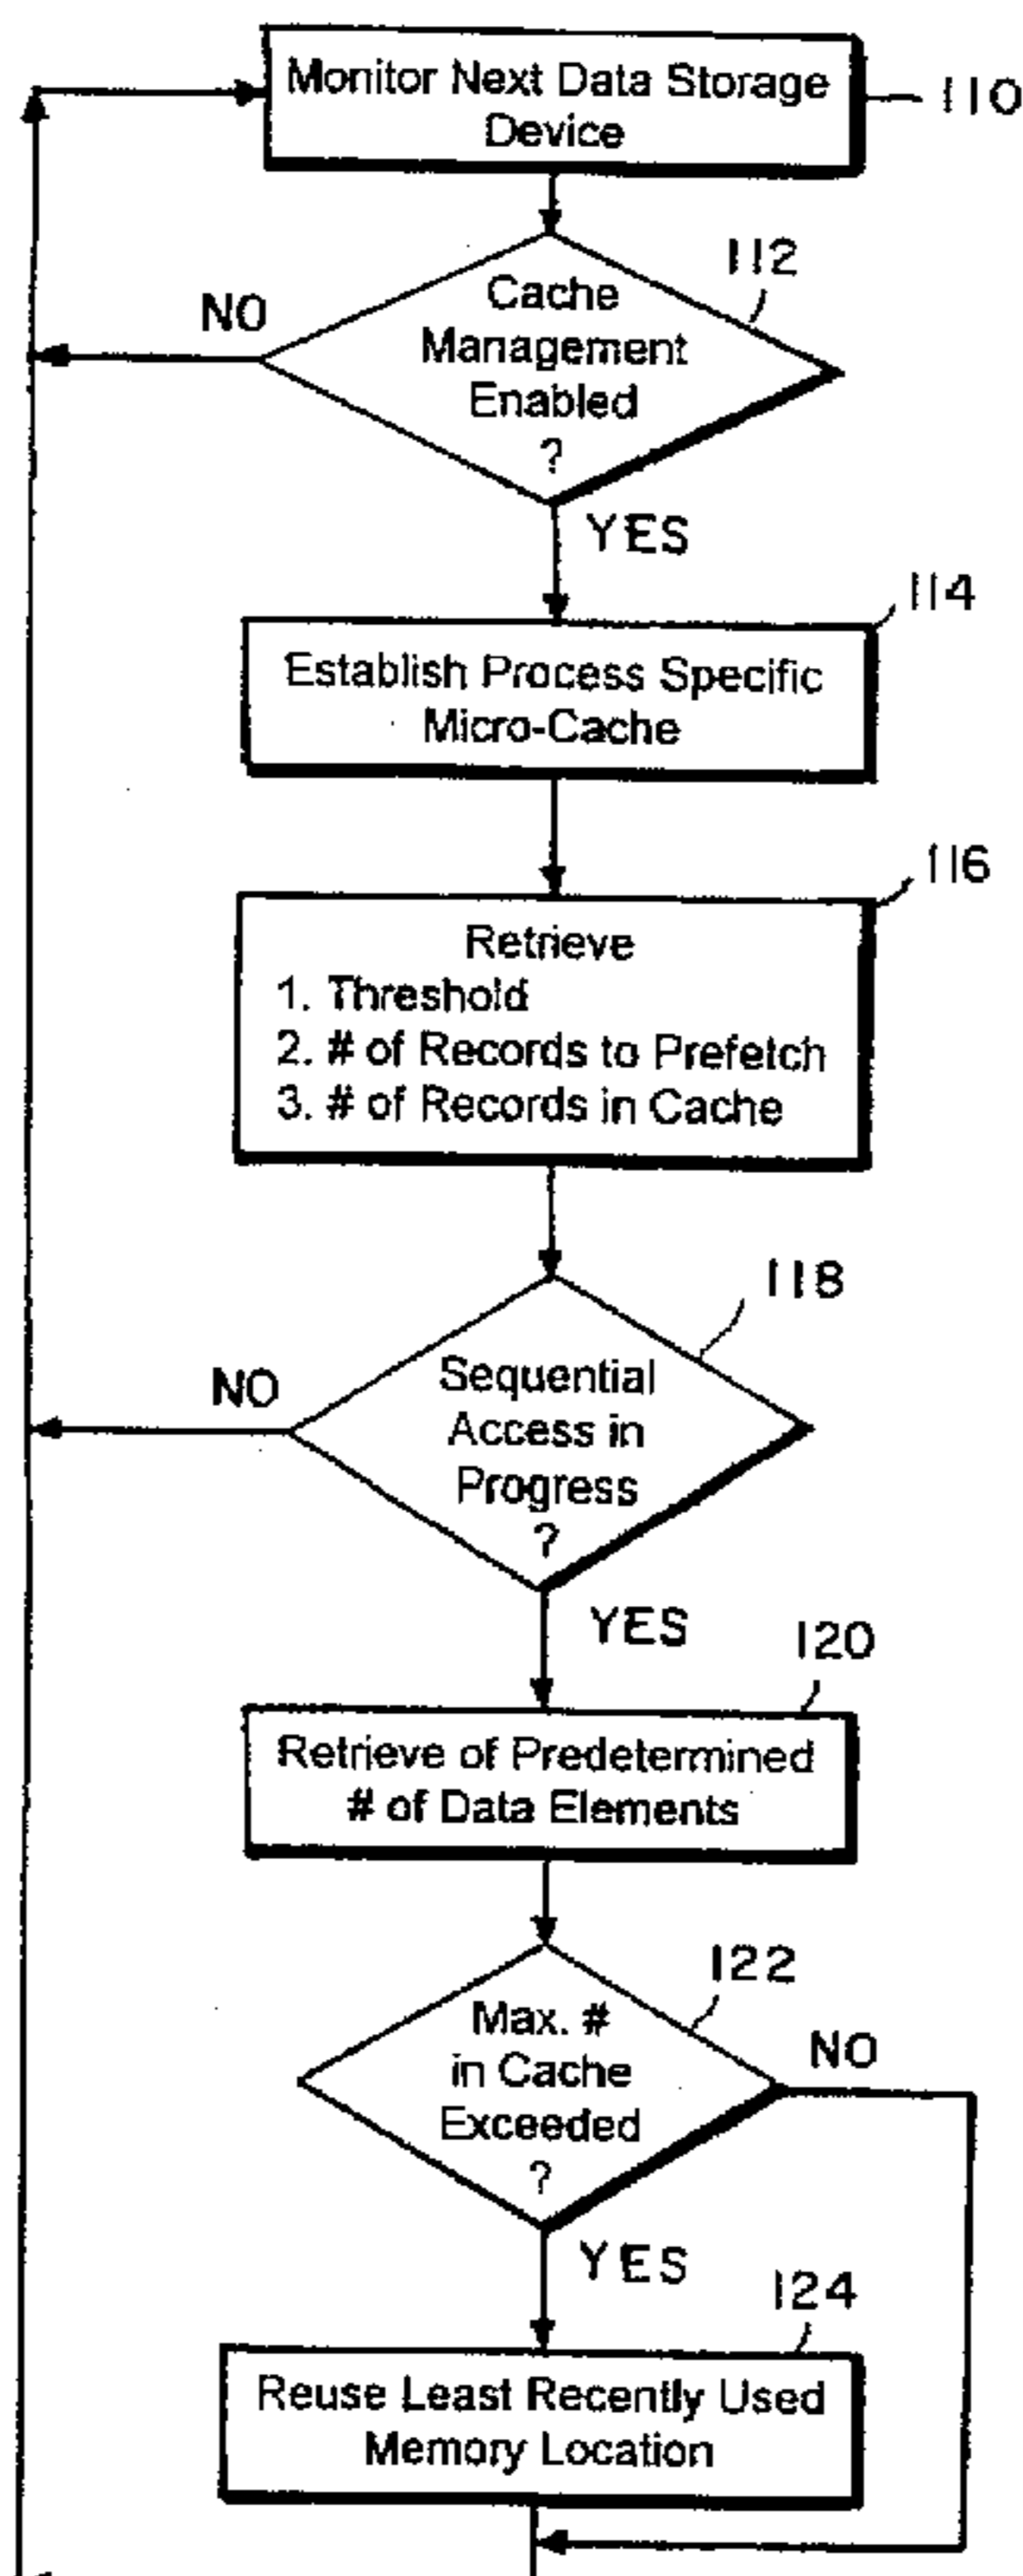 Monitor Next Data Storage
Device
110
112
Cache
Management
Enabled
?
NO
YES
114
Establish Process Specific
Micro-Cache
116
Retrieve
1. Threshold
2. # of Records to Prefetch
3. # of Records in Cache
118
Sequential
Access in
Progress
?
NO
YES
120
Retrieve of Predetermined
# of Data Elements
122
Max. #
in Cache
Exceeded
?
NO
YES
124
Reuse Least Recently Used
Memory Location